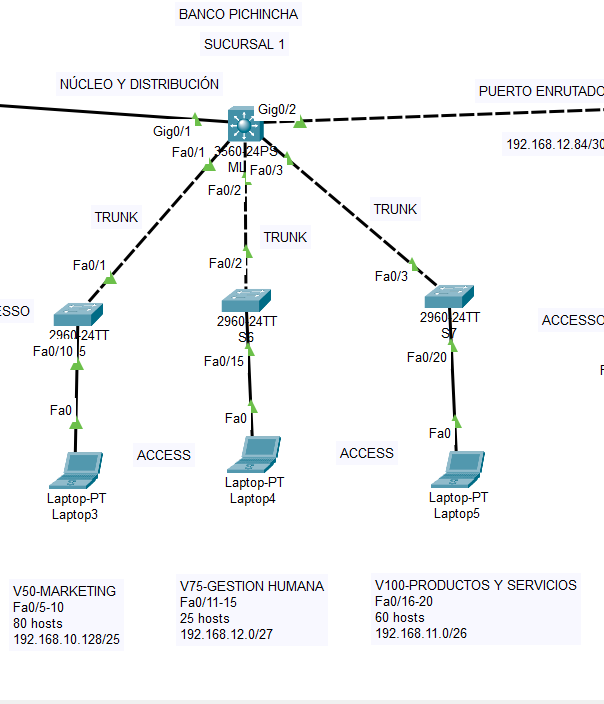 BANCO PICHINCHA
SUCURSAL 1
NÚCLEO Y DISTRIBUCIÓN
Gig0/2
PUERTO ENRUTADO
Gig0/1
Fa0/1
3560-24PS
192.168.12.84/30
Fa0/3
Fa0/2
TRUNK
TRUNK
TRUNK
Fa0/1
Fa0/2
Fa0/3
ESSO
2960-24TT
2960-24TT
S6
2960-24TT
S7
ACCESSO
Fa0/10
Fa0/15
Fa0/20
Fa0
Fa0
Fa0
ACCESS
ACCESS
Laptop-PT
Laptop3
Laptop-PT
Laptop4
Laptop-PT
Laptop5
V50-MARKETING
Fa0/5-10
80 hosts
192.168.10.128/25
V75-GESTION HUMANA
Fa0/11-15
25 hosts
192.168.12.0/27
V100-PRODUCTOS Y SERVICIOS
Fa0/16-20
60 hosts
192.168.11.0/26